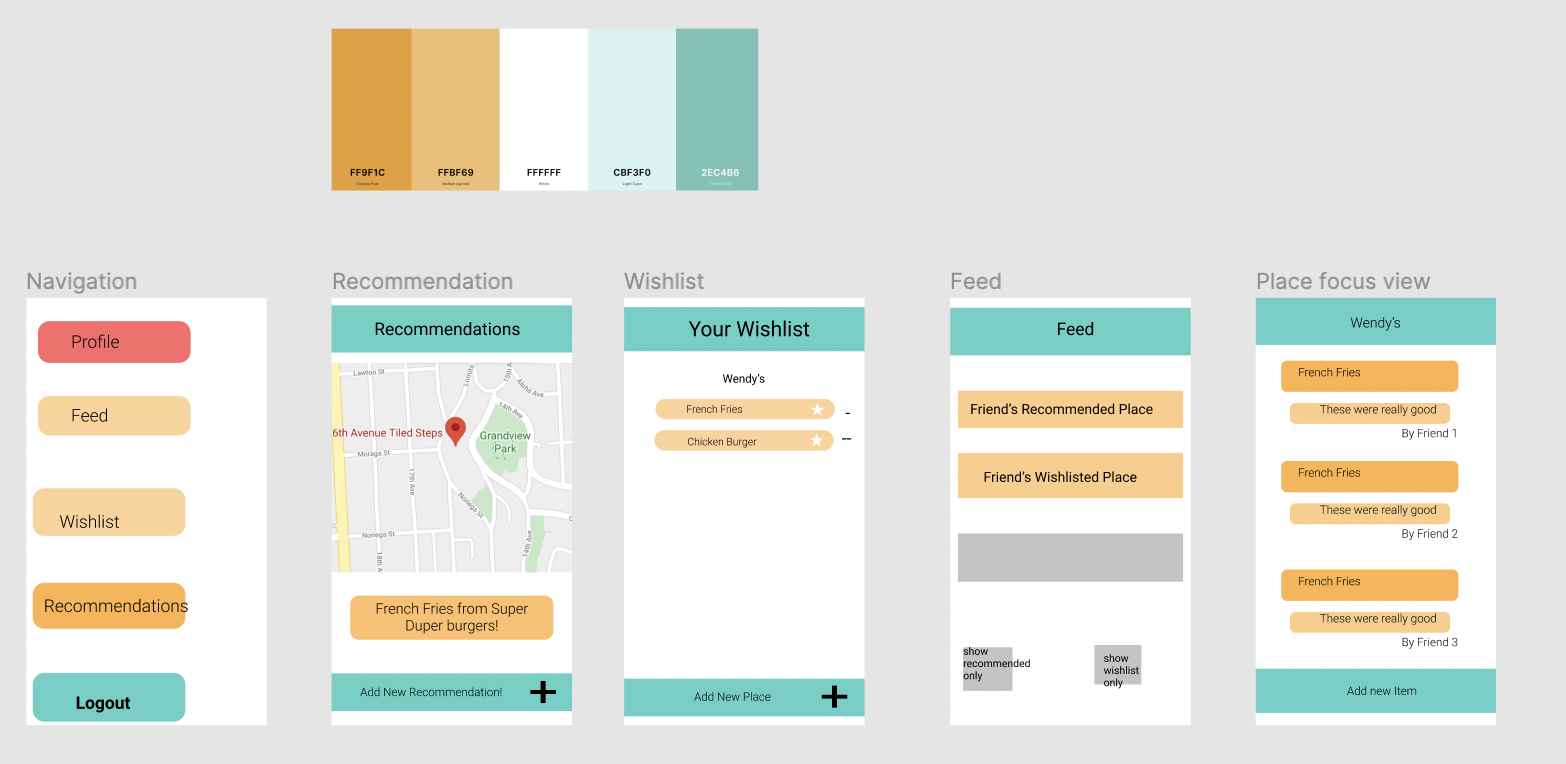 FF9F1C
FFBF69
FFFFFF
CBF3F0
2EC4B6
Orange Peel
Mellow Apricot
White
Light Cyan
Tiffany Blue
Navigation
Profile
Feed
Wishlist
Recommendations
Logout
Recommendation
Recommendations
Lawton St
Lomita
15th A
Aloha Ave
14th Ave
6th Avenue Tiled Steps
Grandview
Park
Moraga St
17th Ave
Noriega St
Noriega St
18th A
14th Ave
French Fries from Super
Duper burgers!
Add New Recommendation!
Wishlist
Your Wishlist
Wendy's
French Fries
-
Chicken Burger
--
Add New Place
Feed
Feed
Friend's Recommended Place
Friend's Wishlisted Place
show
recommended
only
show
wishlist
only
Place focus view
Wendy's
French Fries
These were really good
By Friend 1
French Fries
These were really good
By Friend 2
French Fries
These were really good
By Friend 3
Add new Item